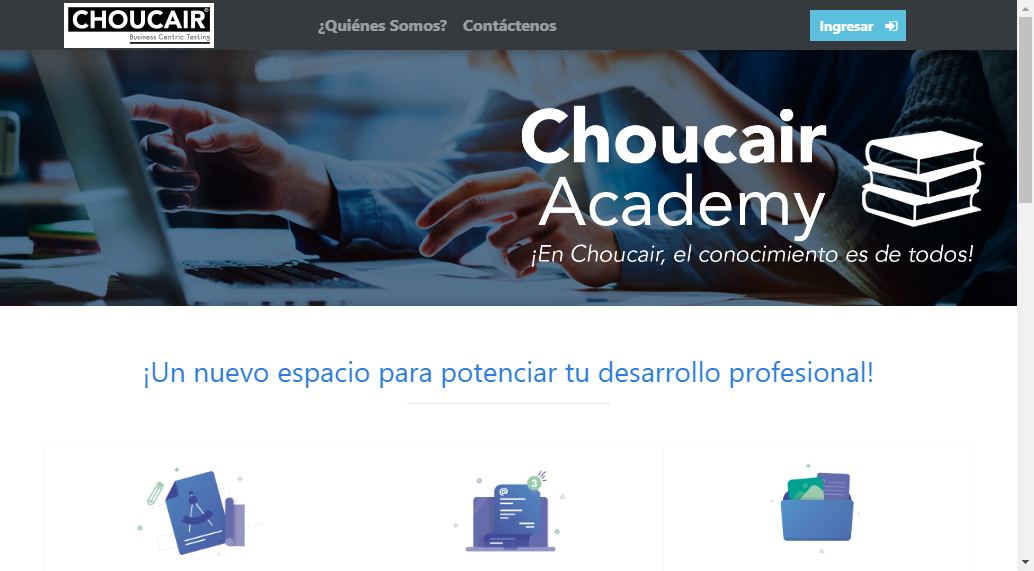 CHOUCAIR®
Business Centric Testing
¿Quiénes Somos? Contáctenos
Ingresar
Choucair
Academy
¡En Choucair, el conocimiento es de todos!
¡Un nuevo espacio para potenciar tu desarrollo profesional!
@
3